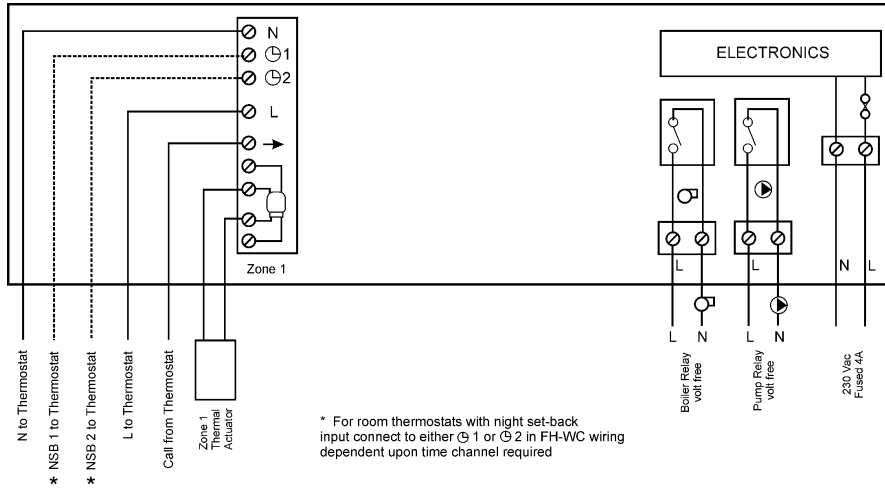 N
1
2
L
Zone 1
ELECTRONICS
L
L
N
L
L
N
L
N
N to Thermostat
* NSB 1 to Thermostat
* NSB 2 to Thermostat
L to Thermostat
Call from Thermostat
Zone 1
Thermal
Actuator
Boiler Relay
volt free
Pump Relay
volt free
230 Vac
Fused 4A
* For room thermostats with night set-back
input connect to either 1 or 2 in FH-WC wiring
dependent upon time channel required